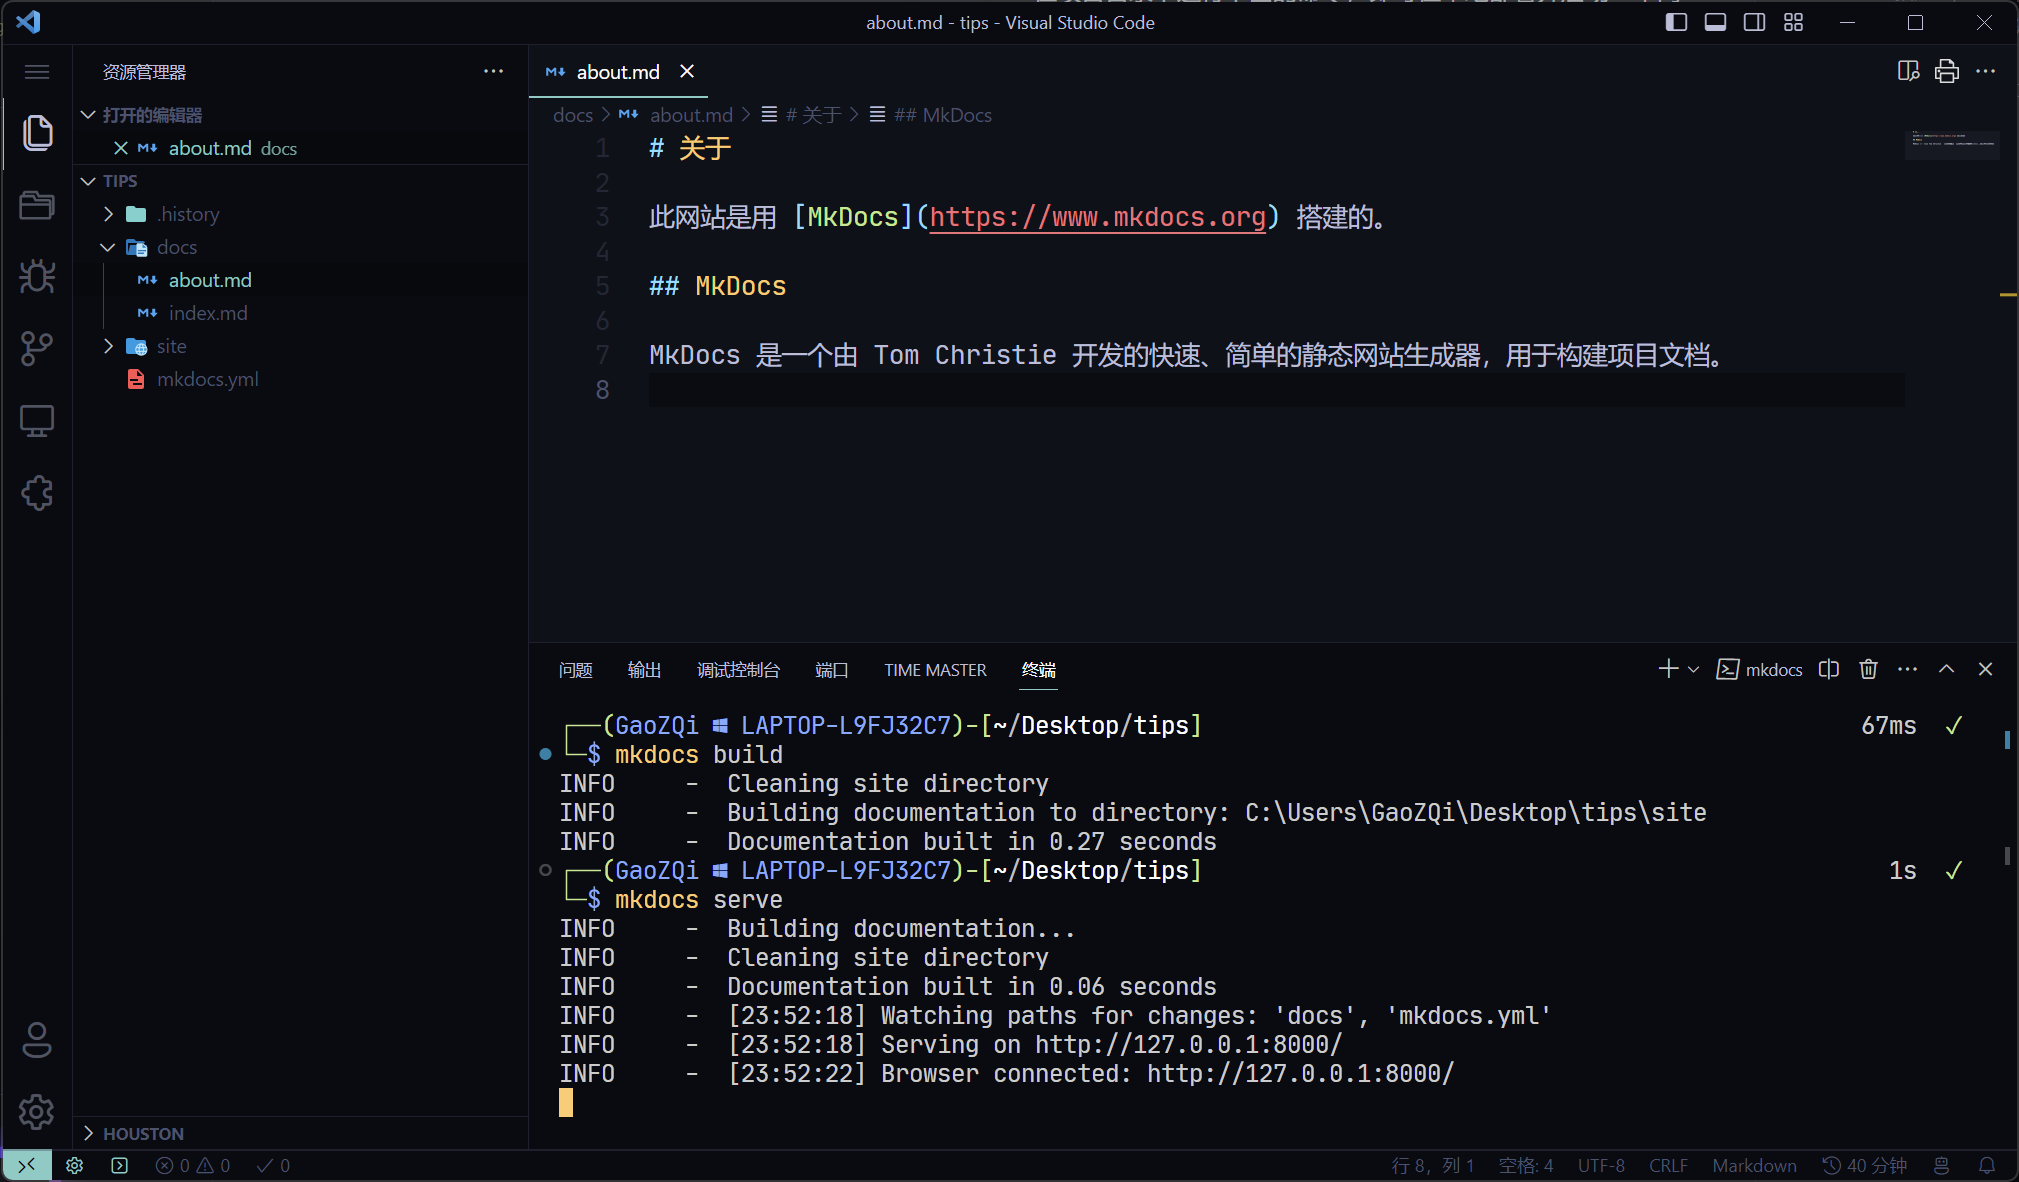 about.md - tips - Visual Studio Code
资源管理器
打开的编辑器
about.md docs
TIPS
.history
docs
about.md
index.md
site
mkdocs.yml
HOUSTON
about.md
docs > about.md > # 关于 > ## MkDocs
1 # 关于
2
3 此网站是用 [MkDocs](https://www.mkdocs.org) 搭建的。
4
5 ## MkDocs
6
7 MkDocs 是一个由 Tom Christie 开发的快速、简单的静态网站生成器，用于构建项目文档。
8
问题 输出 调试控制台 端口 TIME MASTER 终端
mkdocs
┌──(GaoZQi LAPTOP-L9FJ32C7)-[~/Desktop/tips] 67ms ✓
└─$ mkdocs build
INFO - Cleaning site directory
INFO - Building documentation to directory: C:\Users\GaoZQi\Desktop\tips\site
INFO - Documentation built in 0.27 seconds
┌──(GaoZQi LAPTOP-L9FJ32C7)-[~/Desktop/tips] 1s ✓
└─$ mkdocs serve
INFO - Building documentation...
INFO - Cleaning site directory
INFO - Documentation built in 0.06 seconds
INFO - [23:52:18] Watching paths for changes: 'docs', 'mkdocs.yml'
INFO - [23:52:18] Serving on http://127.0.0.1:8000/
INFO - [23:52:22] Browser connected: http://127.0.0.1:8000/
0 0 0 行 8，列 1 空格: 4 UTF-8 CRLF Markdown 40 分钟